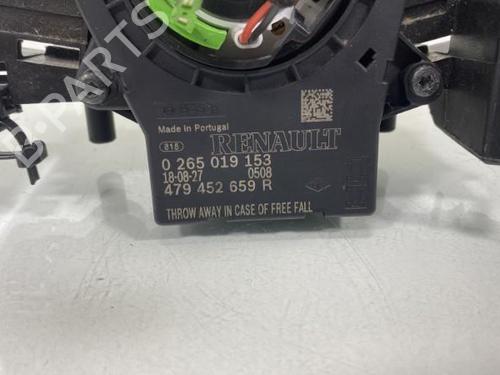 Made in Portugal
818 RENAULT
0 265 019 153
18-08-27 0508
479 452 659 R
THROW AWAY IN CASE OF FREE FALL
B-PARTS